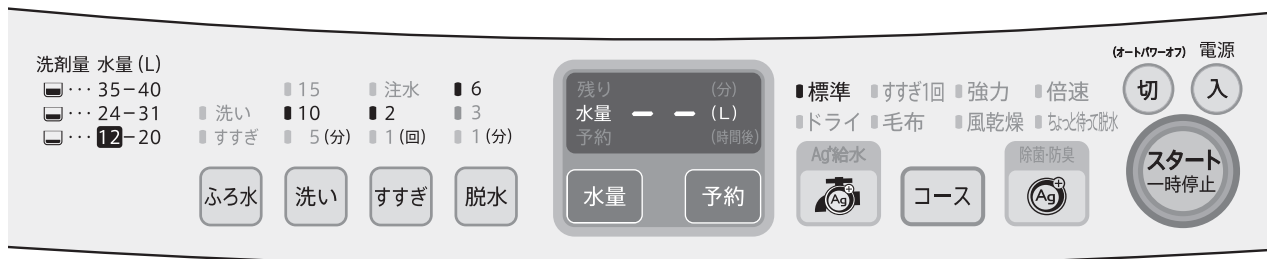 洗剤量 水量(L)
･･･35-40
･･･24-31
･･･12-20
洗い
すすぎ
ふろ水
15
10
5(分)
洗い
注水
2
1(回)
すすぎ
6
3
1(分)
脱水
残り (分)
水量 – – (L)
予約 (時間後)
水量
予約
標準 すすぎ1回 強力 倍速
ドライ 毛布 風乾燥 ちょっと待って脱水
Ag⁺給水
Ag+
コース
除菌・防臭
Ag+
(オートパワーオフ) 電源
切 入
スタート
一時停止